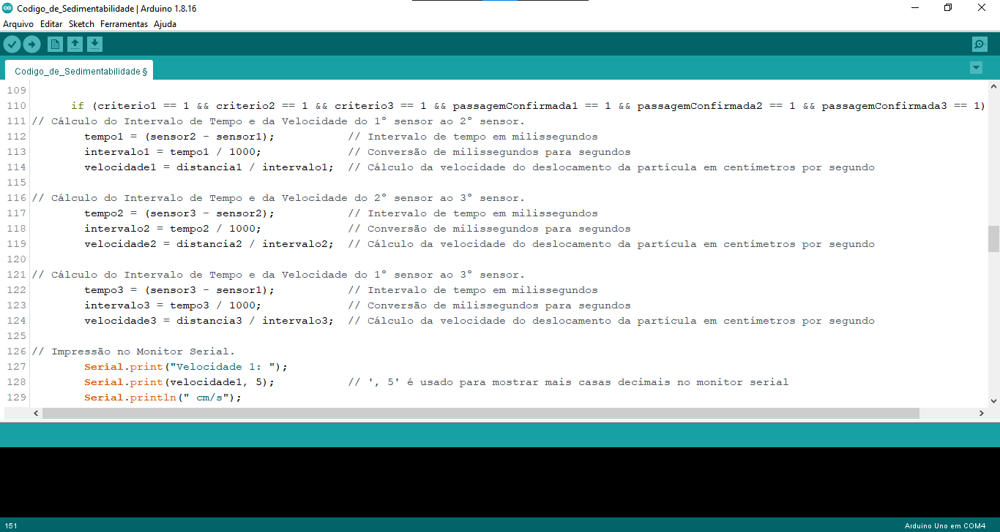 Codigo_de_Sedimentabilidade | Arduino 1.8.16
Arquivo Editar Sketch Ferramentas Ajuda
Codigo_de_Sedimentabilidade §
109
110 if (criterio1 == 1 && criterio2 == 1 && criterio3 == 1 && passagemConfirmada1 == 1 && passagemConfirmada2 == 1 && passagemConfirmada3 == 1)
111 // Cálculo do Intervalo de Tempo e da Velocidade do 1° sensor ao 2° sensor.
112 tempo1 = (sensor2 - sensor1); // Intervalo de tempo em milissegundos
113 intervalo1 = tempo1 / 1000; // Conversão de milissegundos para segundos
114 velocidade1 = distancia1 / intervalo1; // Cálculo da velocidade do deslocamento da partícula em centímetros por segundo
115
116 // Cálculo do Intervalo de Tempo e da Velocidade do 2° sensor ao 3° sensor.
117 tempo2 = (sensor3 - sensor2); // Intervalo de tempo em milissegundos
118 intervalo2 = tempo2 / 1000; // Conversão de milissegundos para segundos
119 velocidade2 = distancia2 / intervalo2; // Cálculo da velocidade do deslocamento da partícula em centímetros por segundo
120
121 // Cálculo do Intervalo de Tempo e da Velocidade do 1° sensor ao 3° sensor.
122 tempo3 = (sensor3 - sensor1); // Intervalo de tempo em milissegundos
123 intervalo3 = tempo3 / 1000; // Conversão de milissegundos para segundos
124 velocidade3 = distancia3 / intervalo3; // Cálculo da velocidade do deslocamento da partícula em centímetros por segundo
125
126 // Impressão no Monitor Serial.
127 Serial.print("Velocidade 1: ");
128 Serial.print(velocidade1, 5); // ', 5' é usado para mostrar mais casas decimais no monitor serial
129 Serial.println(" cm/s");
151 Arduino Uno em COM4